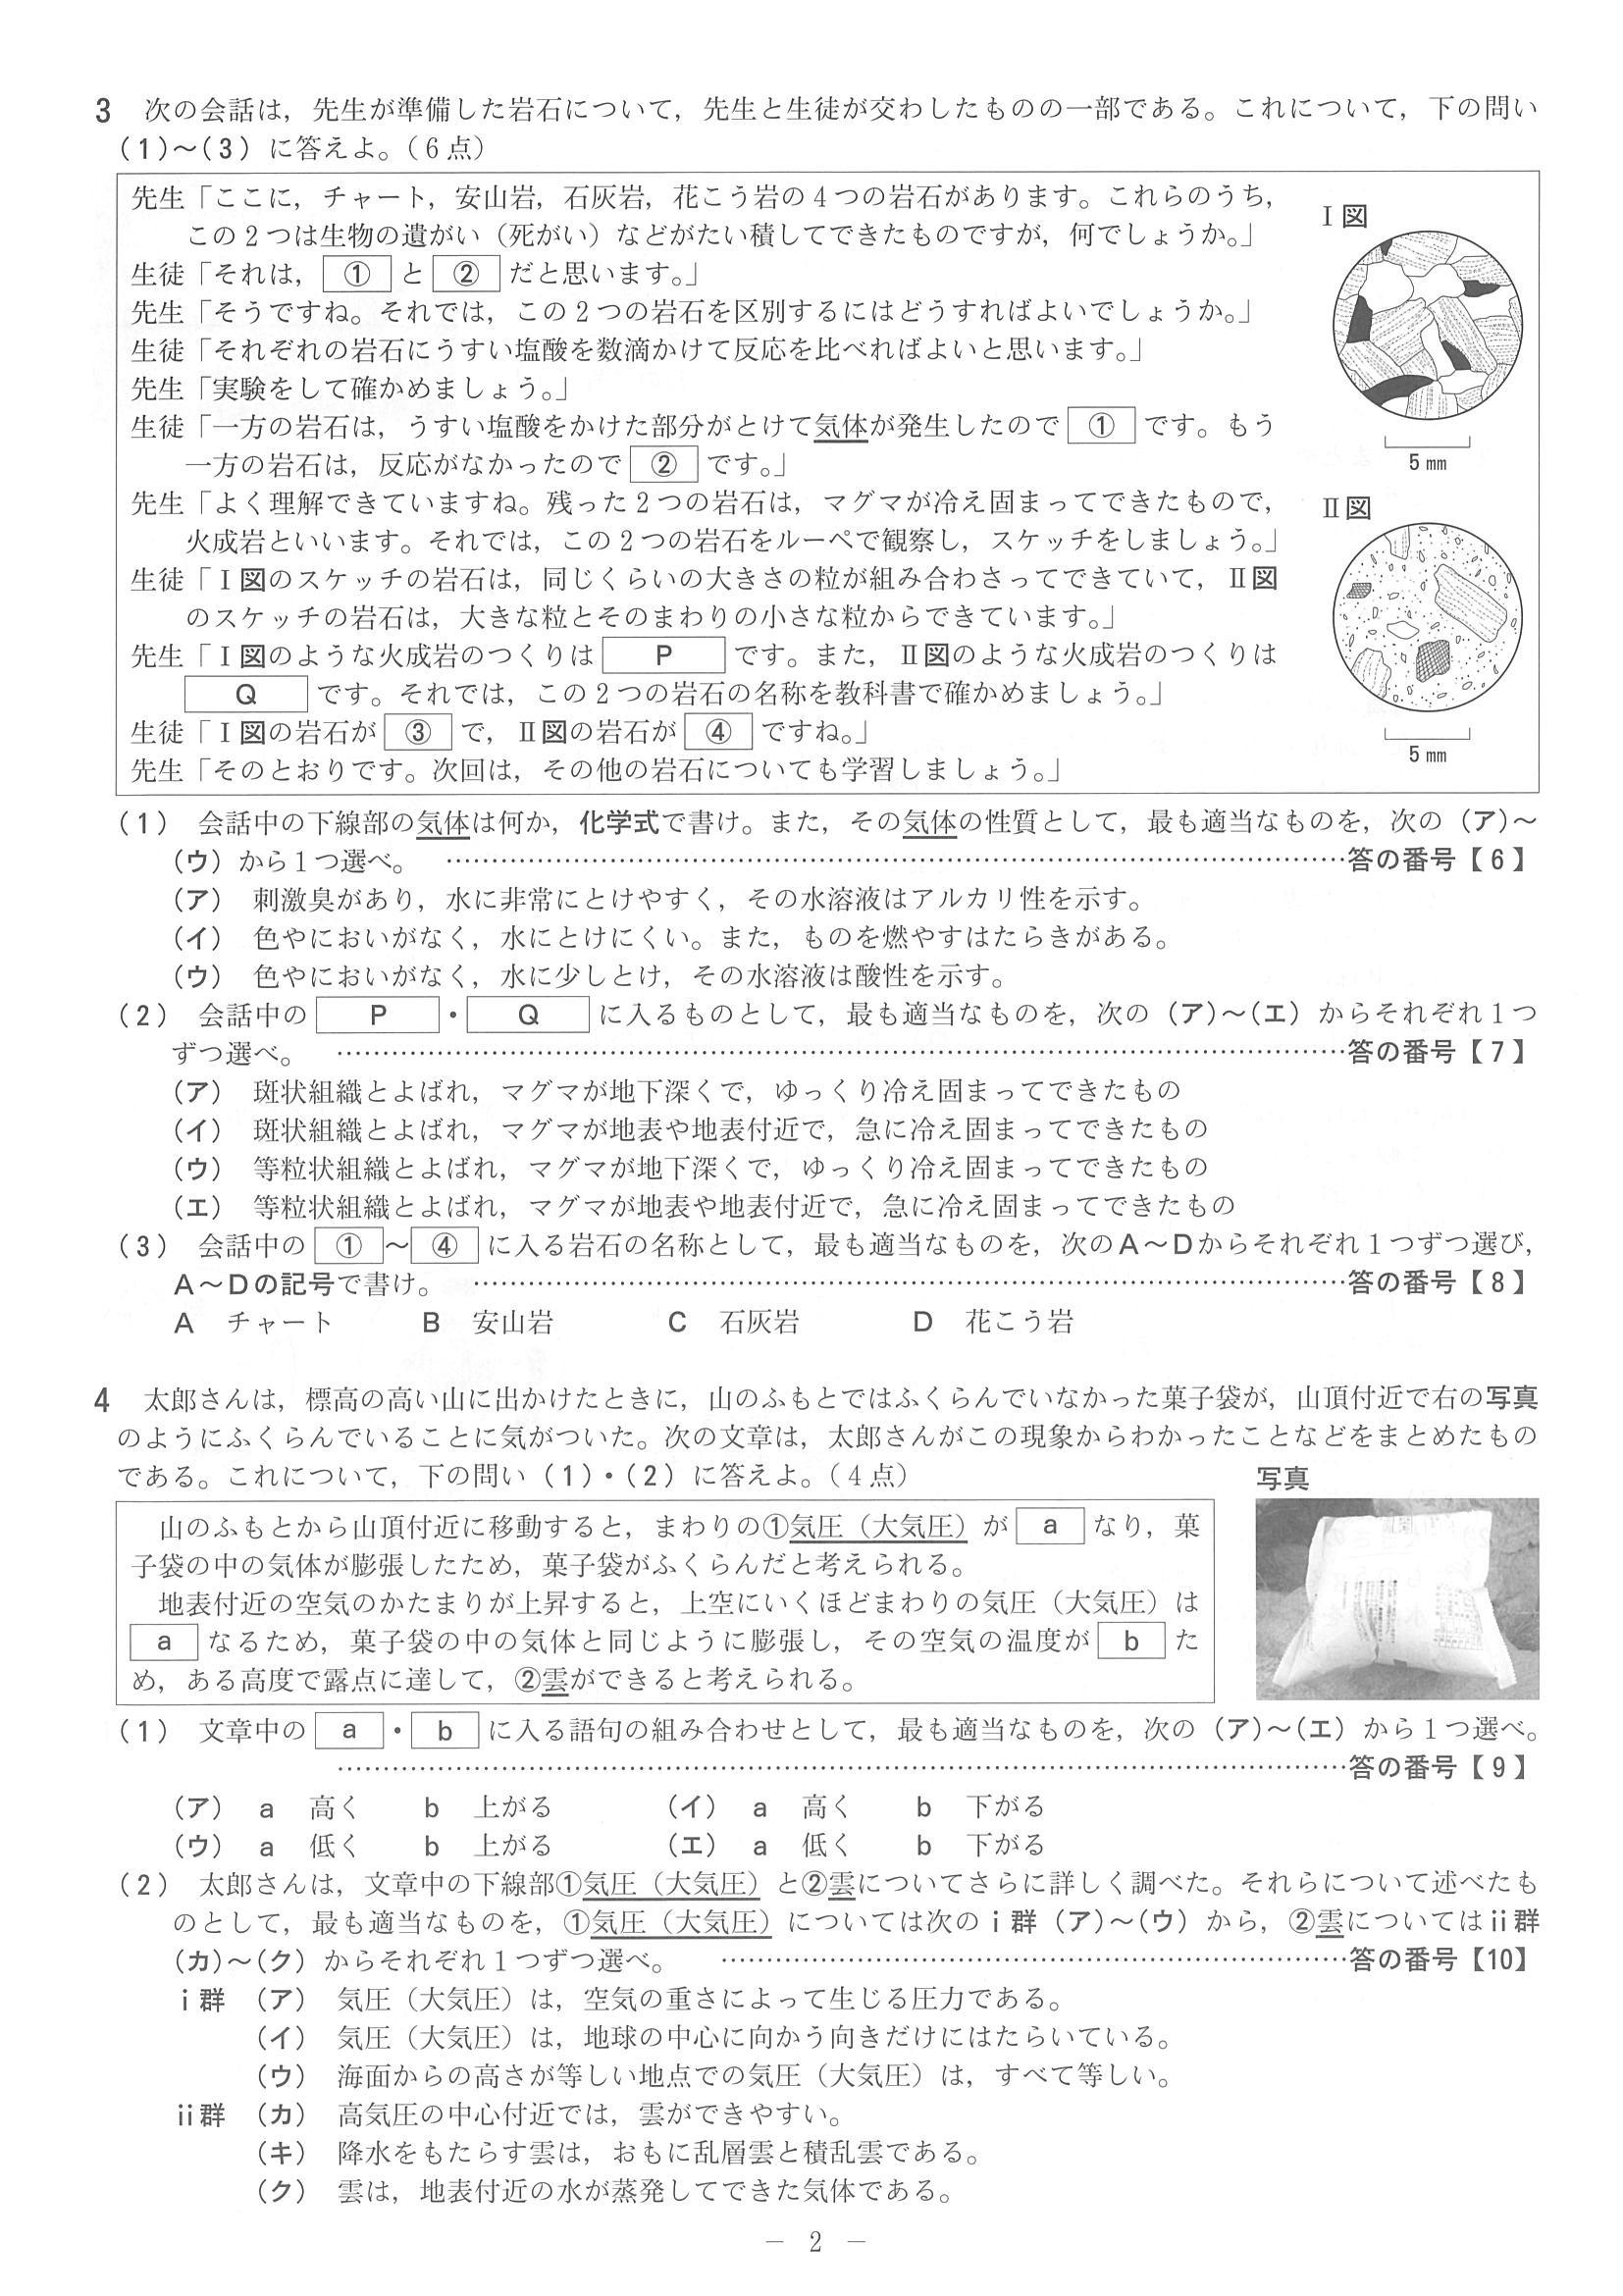 3　次の会話は，先生が準備した岩石について，先生と生徒が交わしたものの一部である。これについて，下の問い
（1）〜（3）に答えよ。（6点）
先生「ここに，チャート，安山岩，石灰岩，花こう岩の4つの岩石があります。これらのうち，
この2つは生物の遺がい（死がい）などがたい積してできたものですが，何でしょうか。」
生徒「それは，①と②だと思います。」
先生「そうですね。それでは，この2つの岩石を区別するにはどうすればよいでしょうか。」
生徒「それぞれの岩石にうすい塩酸を数滴かけて反応を比べればよいと思います。」
先生「実験をして確かめましょう。」
生徒「一方の岩石は，うすい塩酸をかけた部分がとけて気体が発生したので①です。もう
一方の岩石は，反応がなかったので②です。」
先生「よく理解できていますね。残った2つの岩石は，マグマが冷え固まってできたもので，
火成岩といいます。それでは，この2つの岩石をルーペで観察し，スケッチをしましょう。」
生徒「Ⅰ図のスケッチの岩石は，同じくらいの大きさの粒が組み合わさってできていて，Ⅱ図
のスケッチの岩石は，大きな粒とそのまわりの小さな粒からできています。」
先生「Ⅰ図のような火成岩のつくりは P です。また，Ⅱ図のような火成岩のつくりは
Q です。それでは，この2つの岩石の名称を教科書で確かめましょう。」
生徒「Ⅰ図の岩石が③で，Ⅱ図の岩石が④ですね。」
先生「そのとおりです。次回は，その他の岩石についても学習しましょう。」
Ⅰ図
5 mm
Ⅱ図
5 mm
（1）　会話中の下線部の気体は何か，化学式で書け。また，その気体の性質として，最も適当なものを，次の（ア）〜
（ウ）から1つ選べ。　……………………答の番号【6】
（ア）　刺激臭があり，水に非常にとけやすく，その水溶液はアルカリ性を示す。
（イ）　色やにおいがなく，水にとけにくい。また，ものを燃やすはたらきがある。
（ウ）　色やにおいがなく，水に少しとけ，その水溶液は酸性を示す。
（2）　会話中の P ・ Q に入るものとして，最も適当なものを，次の（ア）〜（エ）からそれぞれ1つ
ずつ選べ。　……………………答の番号【7】
（ア）　斑状組織とよばれ，マグマが地下深くで，ゆっくり冷え固まってできたもの
（イ）　斑状組織とよばれ，マグマが地表や地表付近で，急に冷え固まってできたもの
（ウ）　等粒状組織とよばれ，マグマが地下深くで，ゆっくり冷え固まってできたもの
（エ）　等粒状組織とよばれ，マグマが地表や地表付近で，急に冷え固まってできたもの
（3）　会話中の ① 〜 ④ に入る岩石の名称として，最も適当なものを，次のA〜Dからそれぞれ1つずつ選び，
A〜Dの記号で書け。　……………………答の番号【8】
A　チャート　　B　安山岩　　C　石灰岩　　D　花こう岩
4　太郎さんは，標高の高い山に出かけたときに，山のふもとではふくらんでいなかった菓子袋が，山頂付近で右の写真
のようにふくらんでいることに気がついた。次の文章は，太郎さんがこの現象からわかったことなどをまとめたもの
である。これについて，下の問い（1）・（2）に答えよ。（4点）
写真
山のふもとから山頂付近に移動すると，まわりの①気圧（大気圧）が a なり，菓
子袋の中の気体が膨張したため，菓子袋がふくらんだと考えられる。
地表付近の空気のかたまりが上昇すると，上空にいくほどまわりの気圧（大気圧）は
a なるため，菓子袋の中の気体と同じように膨張し，その空気の温度が b た
め，ある高度で露点に達して，②雲ができると考えられる。
（1）　文章中の a ・ b に入る語句の組み合わせとして，最も適当なものを，次の（ア）〜（エ）から1つ選べ。
……………………答の番号【9】
（ア）　a　高く　　b　上がる　　（イ）　a　高く　　b　下がる
（ウ）　a　低く　　b　上がる　　（エ）　a　低く　　b　下がる
（2）　太郎さんは，文章中の下線部①気圧（大気圧）と②雲についてさらに詳しく調べた。それらについて述べたも
のとして，最も適当なものを，①気圧（大気圧）については次のⅰ群（ア）〜（ウ）から，②雲についてはⅱ群
（カ）〜（ク）からそれぞれ1つずつ選べ。　……………………答の番号【10】
ⅰ群　（ア）　気圧（大気圧）は，空気の重さによって生じる圧力である。
（イ）　気圧（大気圧）は，地球の中心に向かう向きだけにはたらいている。
（ウ）　海面からの高さが等しい地点での気圧（大気圧）は，すべて等しい。
ⅱ群　（カ）　高気圧の中心付近では，雲ができやすい。
（キ）　降水をもたらす雲は，おもに乱層雲と積乱雲である。
（ク）　雲は，地表付近の水が蒸発してできた気体である。
－ 2 －